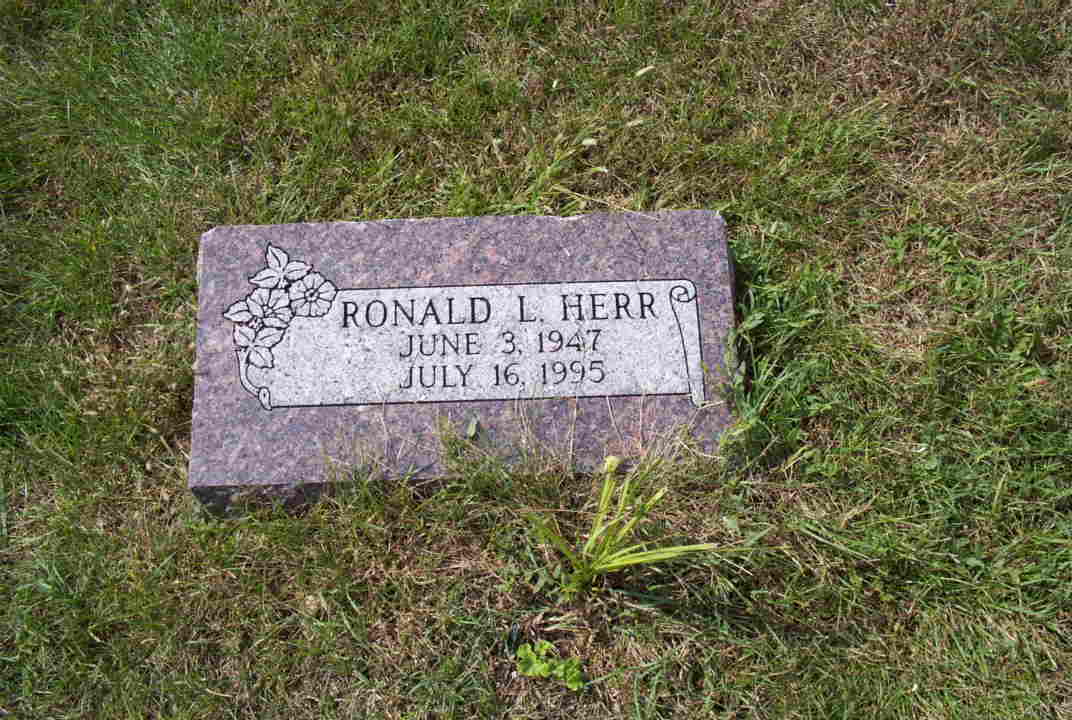 RONALD L. HERR
JUNE 3, 1947
JULY 16, 1995